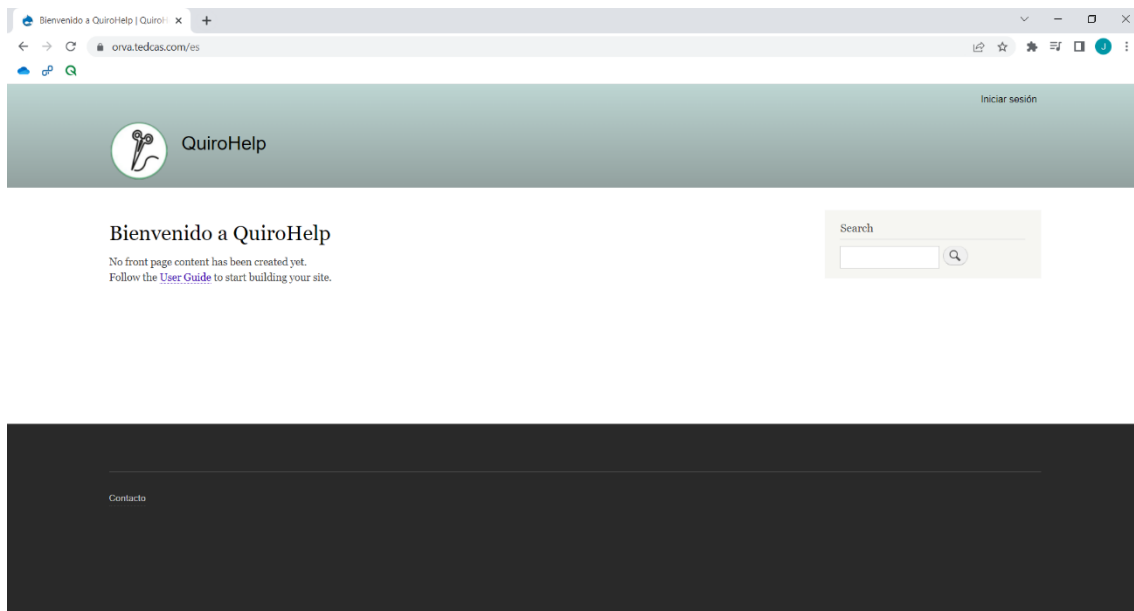 Bienvenido a QuiroHelp | Quiro
orva.tedcas.com/es
J
Iniciar sesión
QuiroHelp
Bienvenido a QuiroHelp
No front page content has been created yet.
Follow the User Guide to start building your site.
Search
Contacto